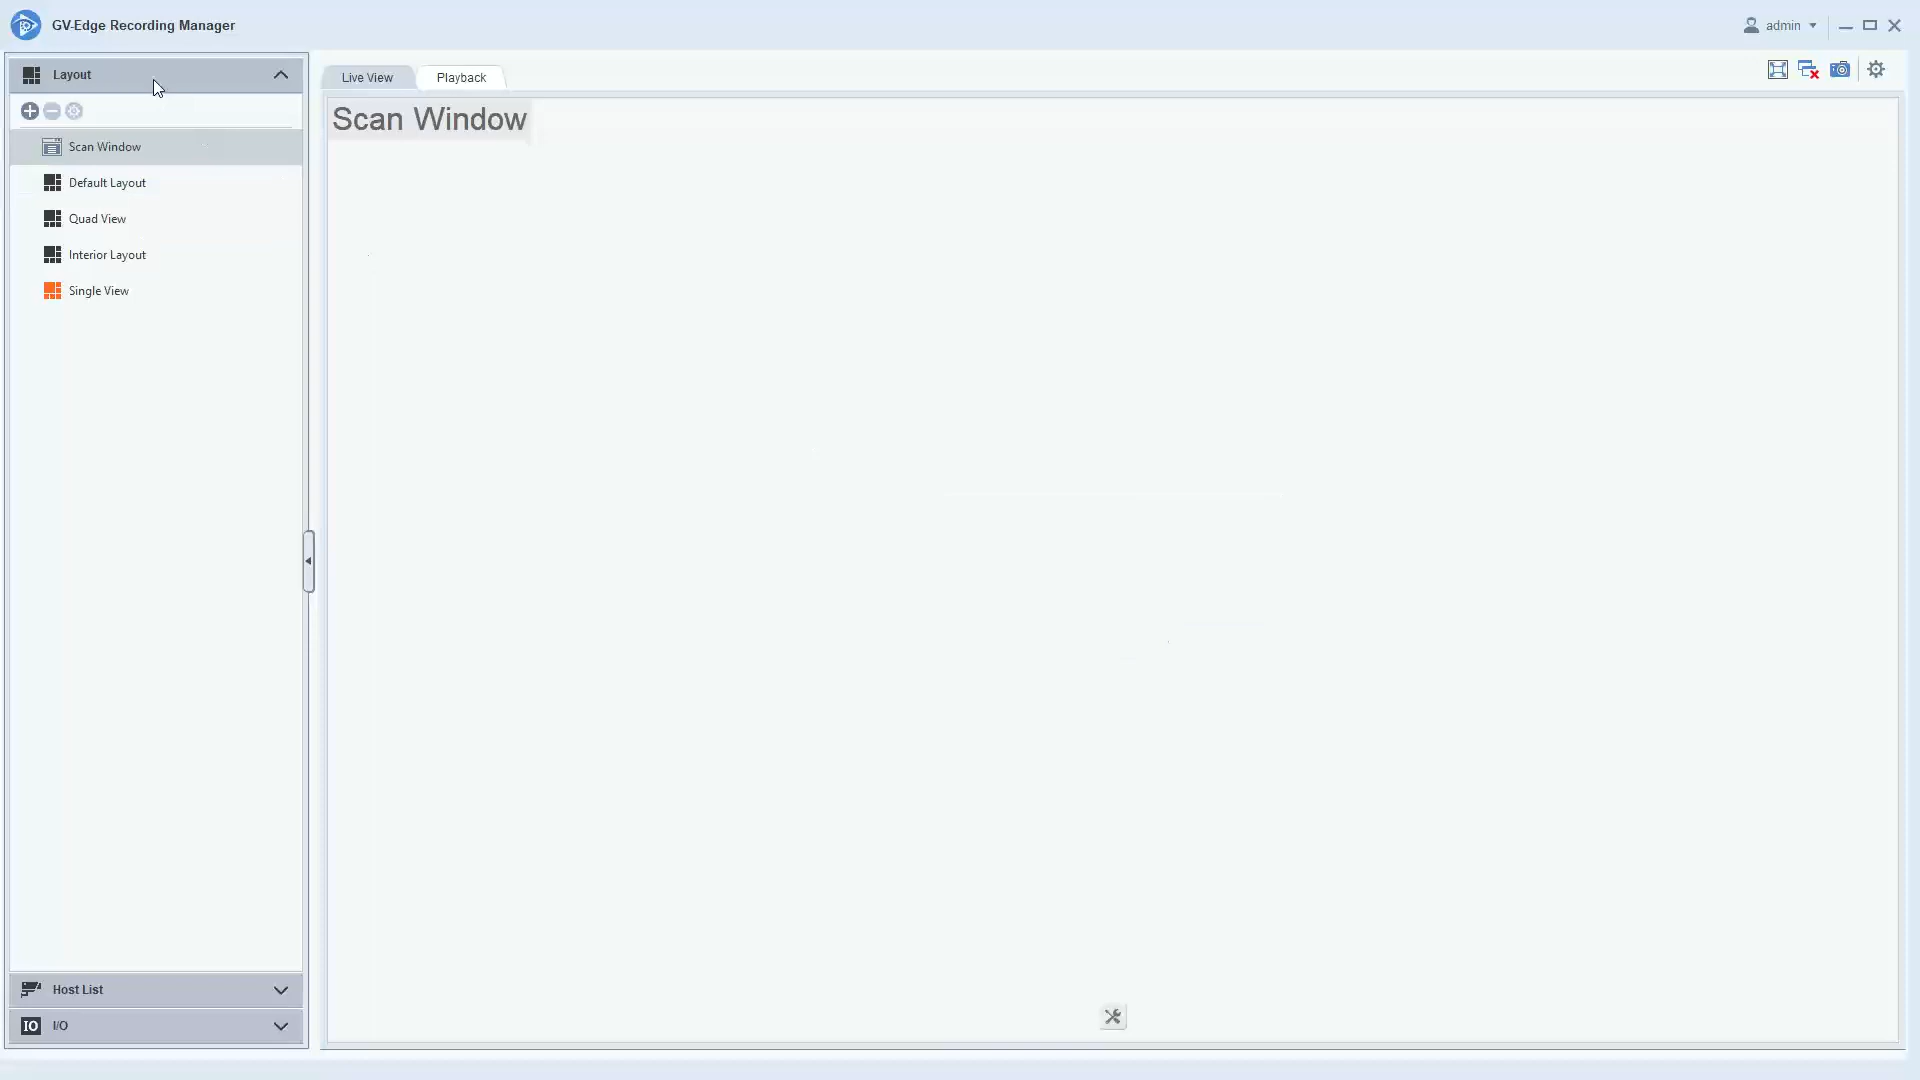 GV-Edge Recording Manager
admin
Layout
Live View
Playback
Scan Window
Scan Window
Default Layout
Quad View
Interior Layout
Single View
Host List
IO
I/O